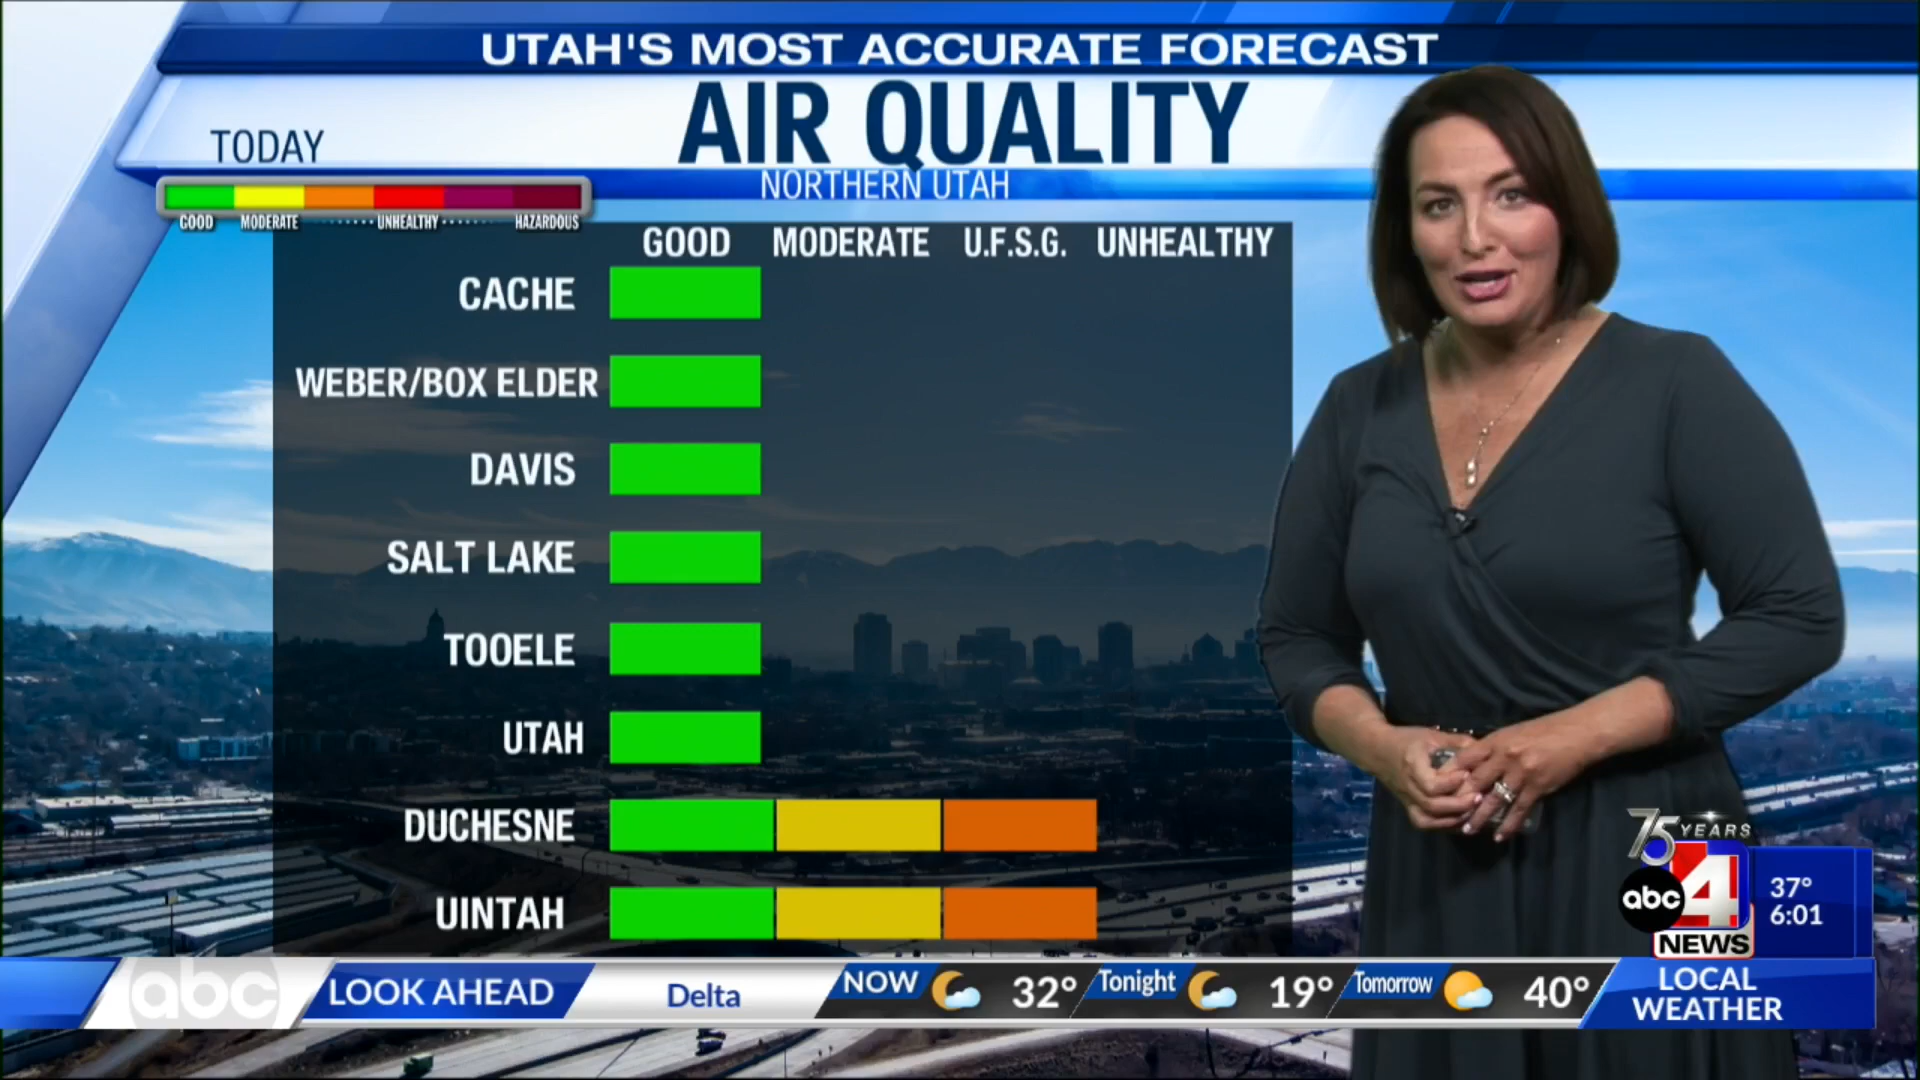 UTAH'S MOST ACCURATE FORECAST
AIR QUALITY
TODAY
NORTHERN UTAH
GOOD MODERATE UNHEALTHY HAZARDOUS
GOOD MODERATE U.F.S.G. UNHEALTHY
CACHE
WEBER/BOX ELDER
DAVIS
SALT LAKE
TOOELE
UTAH
DUCHESNE
UINTAH
75 YEARS
abc 4
NEWS
37°
6:01
abc LOOK AHEAD Delta NOW 32° Tonight 19° Tomorrow 40°
LOCAL
WEATHER